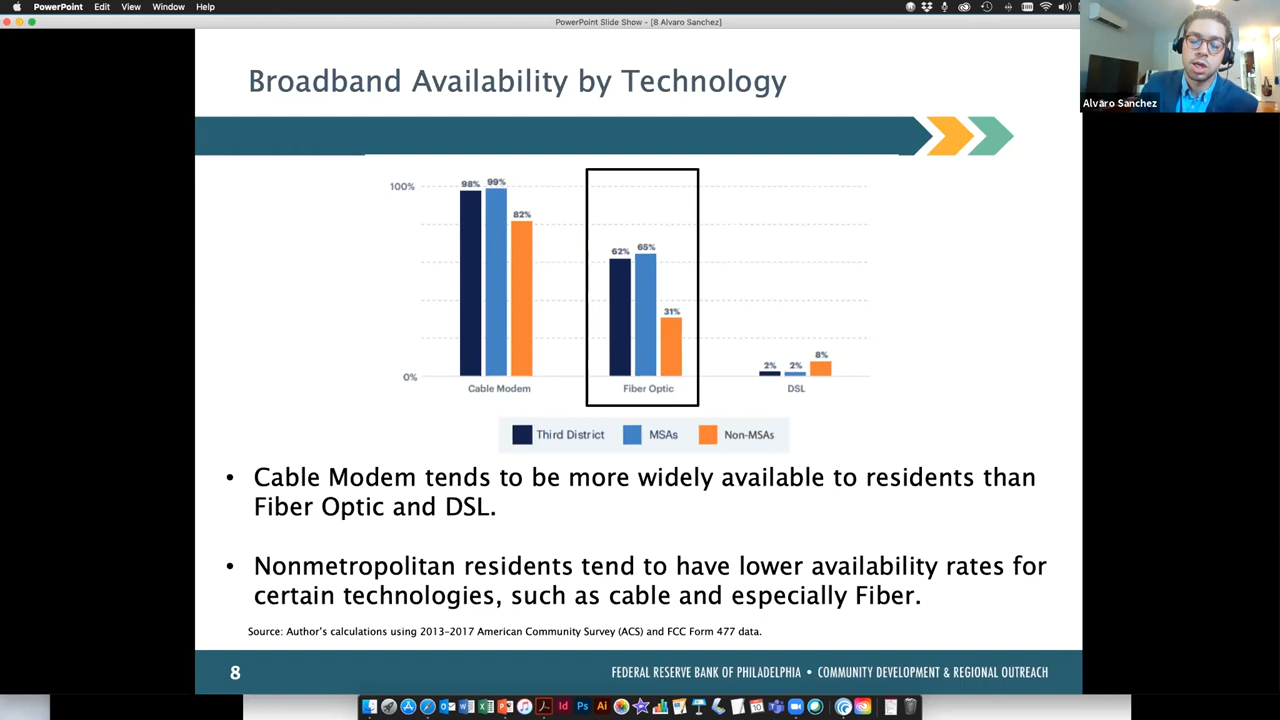 PowerPoint Edit View Window Help
PowerPoint Slide Show - [8 Alvaro Sanchez]
Alvaro Sanchez
Broadband Availability by Technology
100%
98% 99% 82%
62% 65% 31%
2% 2% 8%
0%
Cable Modem Fiber Optic DSL
Third District MSAs Non-MSAs
• Cable Modem tends to be more widely available to residents than
Fiber Optic and DSL.
• Nonmetropolitan residents tend to have lower availability rates for
certain technologies, such as cable and especially Fiber.
Source: Author's calculations using 2013-2017 American Community Survey (ACS) and FCC Form 477 data.
8 FEDERAL RESERVE BANK OF PHILADELPHIA • COMMUNITY DEVELOPMENT & REGIONAL OUTREACH
Id Ps Ai